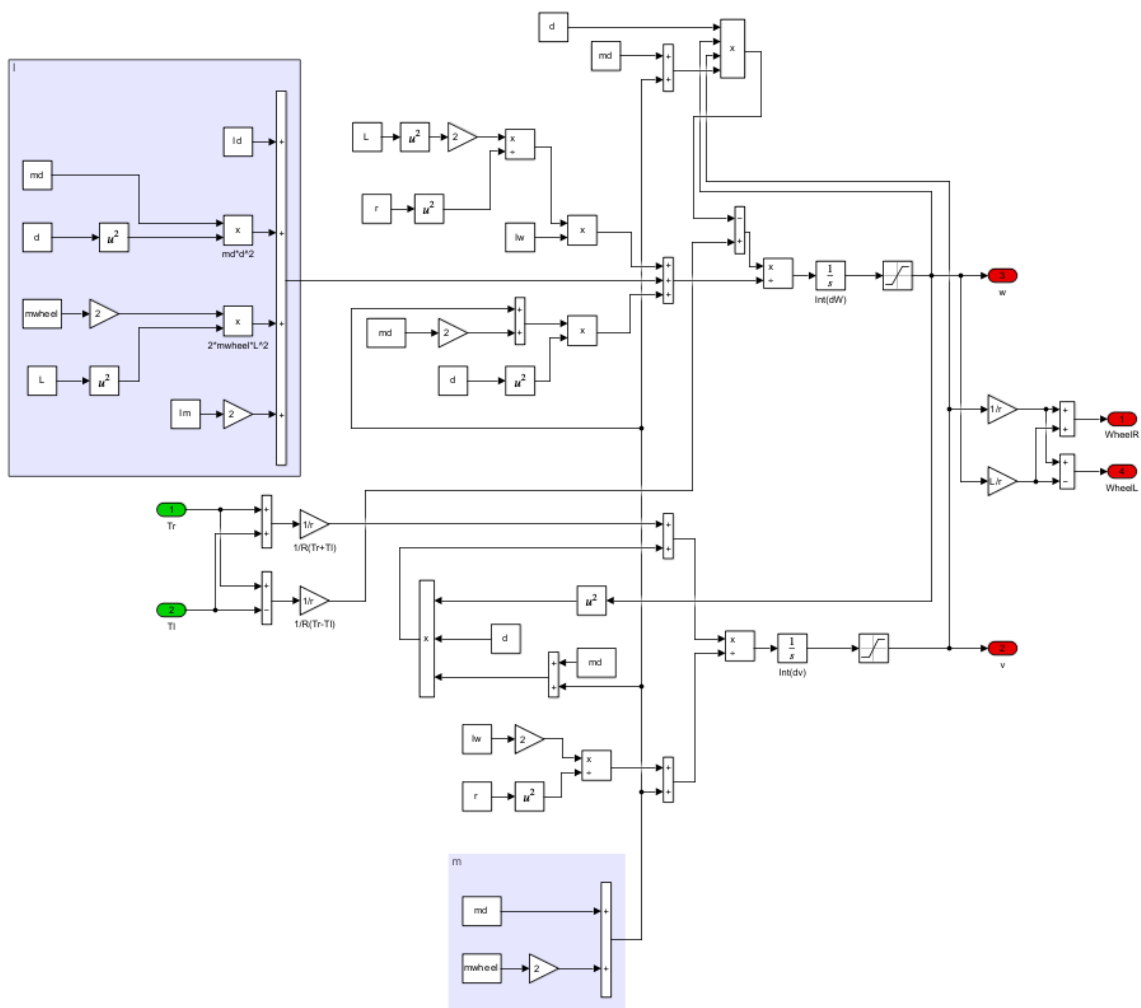 d
x
md
+
+
I
L
u²
2
x
÷
Id
+
md
r
u²
d
u²
x
+
md*d^2
Iw
x
−
+
x
÷
1
s
Int(dW)
3
w
+
+
+
mwheel
2
x
+
2*mwheel*L^2
md
2
+
+
x
L
u²
d
u²
Im
2
+
1/r
+
+
1
WheelR
L/r
+
−
4
WheelL
1
Tr
+
+
1/r
1/R(Tr+Tl)
+
+
2
Tl
+
−
1/r
1/R(Tr-Tl)
u²
x
d
md
+
+
x
÷
1
s
Int(dv)
2
v
Iw
2
x
÷
r
u²
+
+
m
md
+
mwheel
2
+